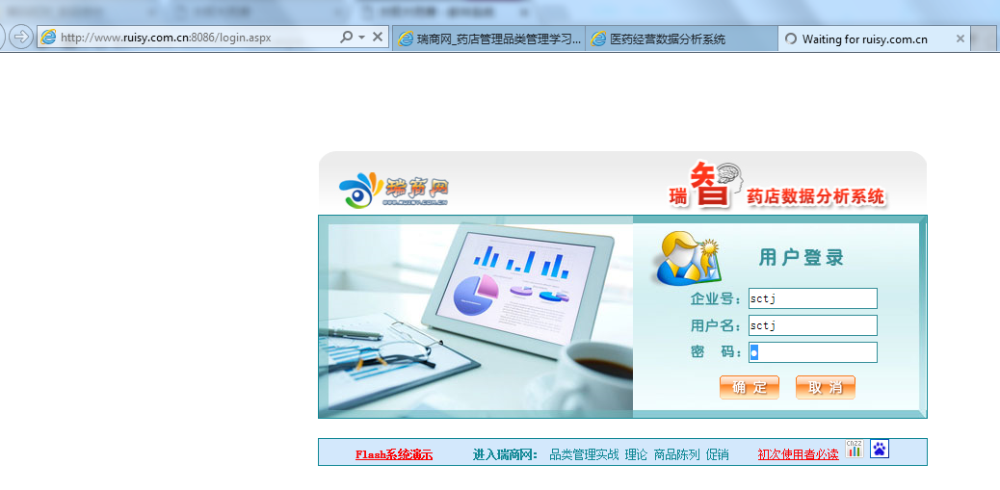 http://www.ruisy.com.cn:8086/login.aspx
瑞商网_药店管理品类管理学习...
医药经营数据分析系统
Waiting for ruisy.com.cn
瑞商网
www.ruisy.com.cn
瑞智药店数据分析系统
用户登录
企业号： sctj
用户名： sctj
密 码：
确 定 取 消
Flash系统演示 进入瑞商网： 品类管理实战 理论 商品陈列 促销 初次使用者必读